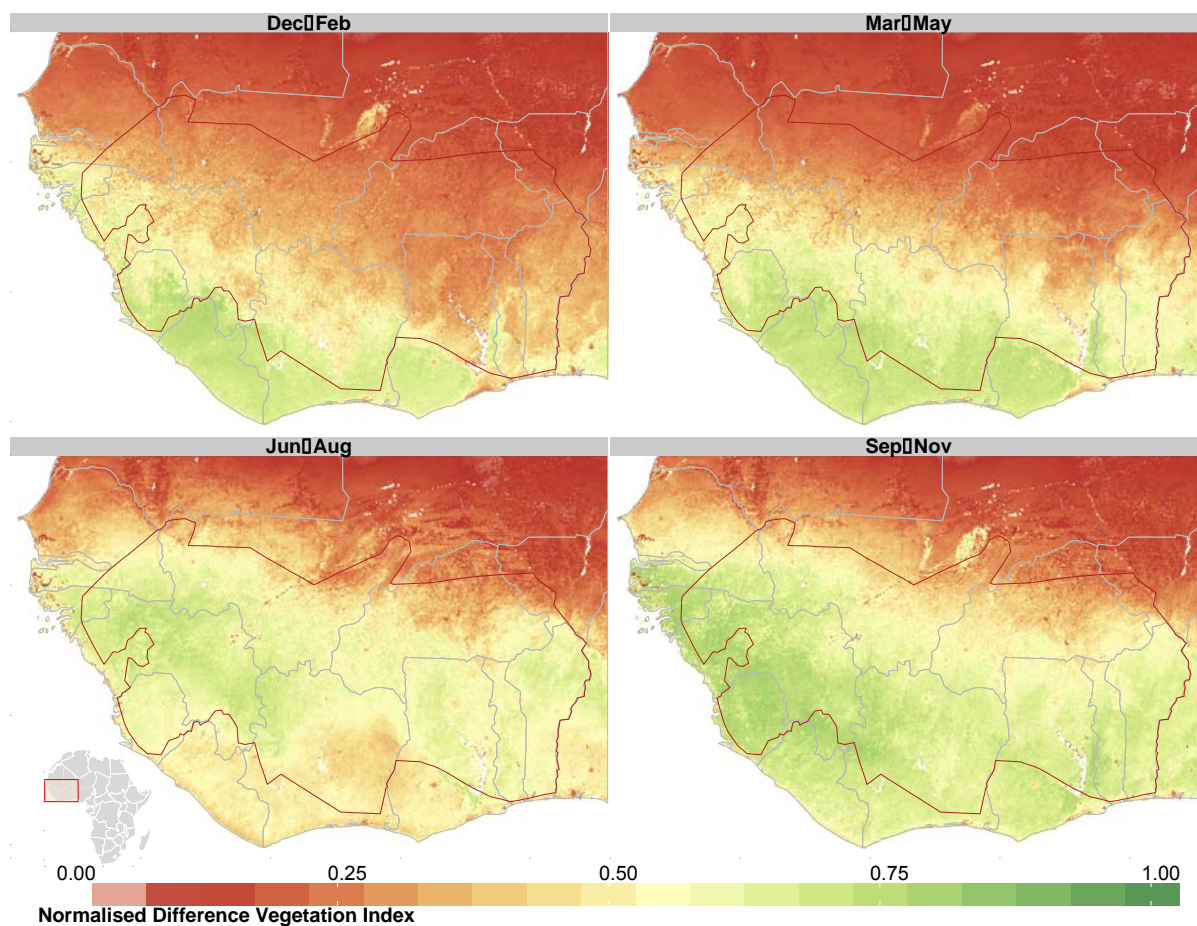 Dec▯Feb
Mar▯May
Jun▯Aug
Sep▯Nov
0.00 0.25 0.50 0.75 1.00
Normalised Difference Vegetation Index